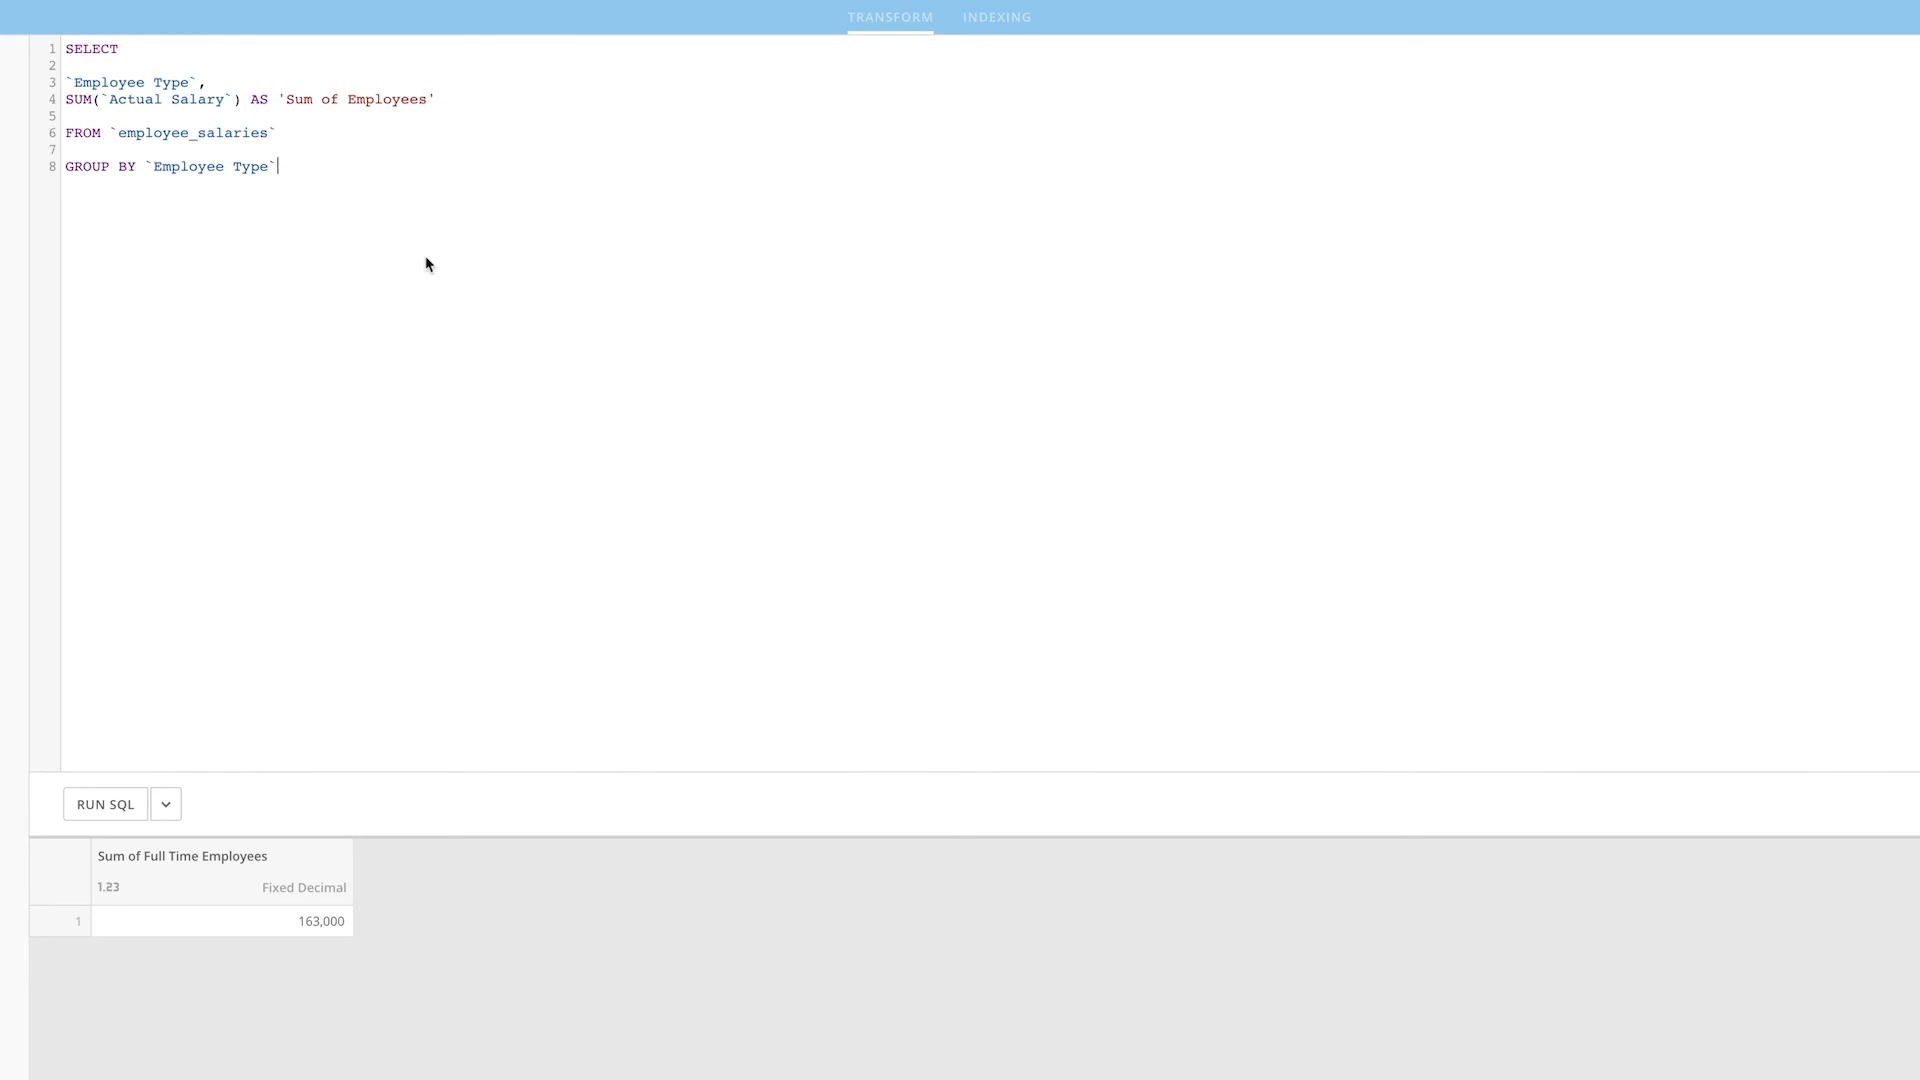 TRANSFORM INDEXING
1 SELECT
2
3 `Employee Type`,
4 SUM(`Actual Salary`) AS 'Sum of Employees'
5
6 FROM `employee_salaries`
7
8 GROUP BY `Employee Type`
RUN SQL
Sum of Full Time Employees
1.23 Fixed Decimal
1 163,000